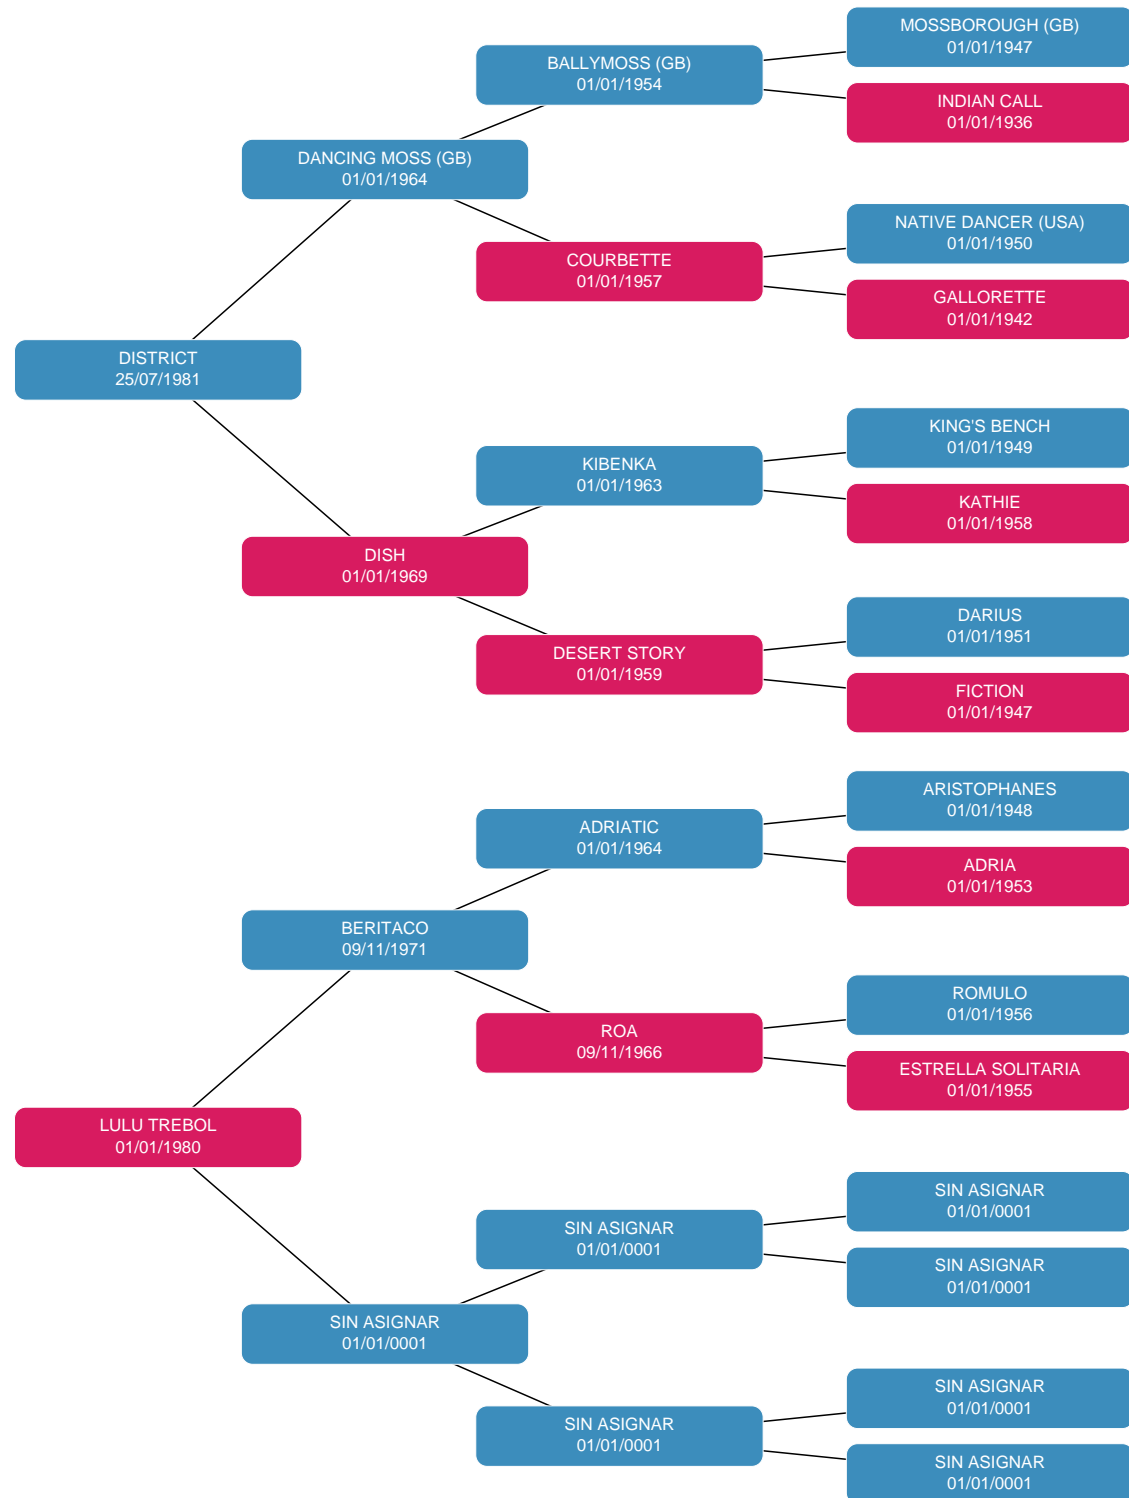 MOSSBOROUGH (GB)
01/01/1947
BALLYMOSS (GB)
01/01/1954
INDIAN CALL
01/01/1936
DANCING MOSS (GB)
01/01/1964
NATIVE DANCER (USA)
01/01/1950
COURBETTE
01/01/1957
GALLORETTE
01/01/1942
DISTRICT
25/07/1981
KING'S BENCH
01/01/1949
KIBENKA
01/01/1963
KATHIE
01/01/1958
DISH
01/01/1969
DARIUS
01/01/1951
DESERT STORY
01/01/1959
FICTION
01/01/1947
ARISTOPHANES
01/01/1948
ADRIATIC
01/01/1964
ADRIA
01/01/1953
BERITACO
09/11/1971
ROMULO
01/01/1956
ROA
09/11/1966
ESTRELLA SOLITARIA
01/01/1955
LULU TREBOL
01/01/1980
SIN ASIGNAR
01/01/0001
SIN ASIGNAR
01/01/0001
SIN ASIGNAR
01/01/0001
SIN ASIGNAR
01/01/0001
SIN ASIGNAR
01/01/0001
SIN ASIGNAR
01/01/0001
SIN ASIGNAR
01/01/0001